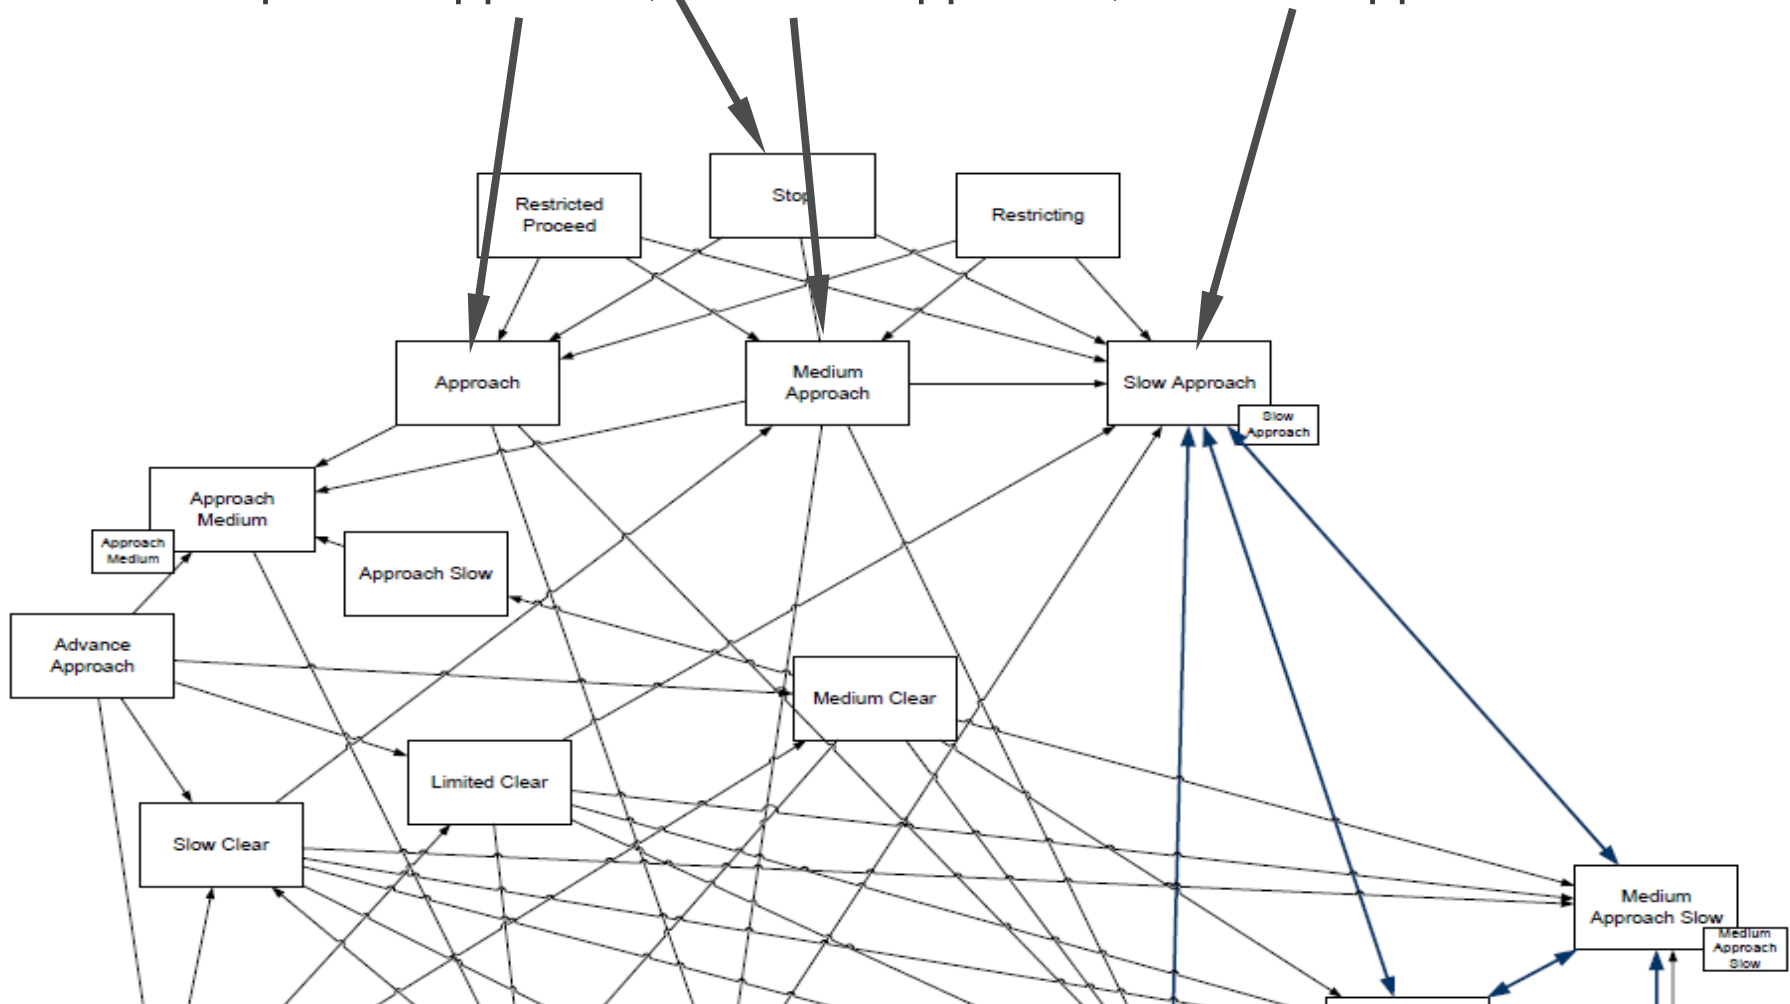 Stop
Restricted
Proceed
Restricting
Approach
Medium
Approach
Slow Approach
Slow
Approach
Approach
Medium
Approach
Medium
Approach Slow
Advance
Approach
Medium Clear
Limited Clear
Slow Clear
Medium
Approach Slow
Medium
Approach
Slow